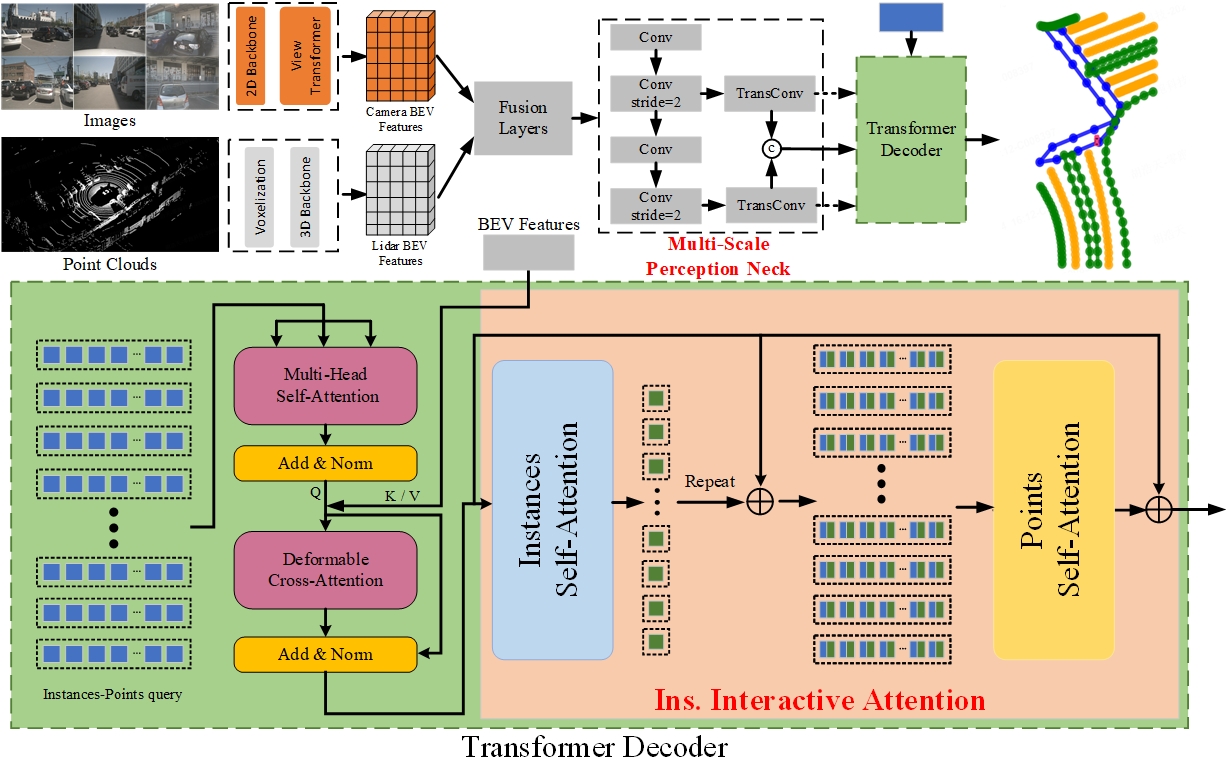 2D Backbone
View
Transformer
Images
Camera BEV
Features
Voxelization
3D Backbone
Point Clouds
Lidar BEV
Features
Fusion
Layers
Conv
Conv
stride=2
Conv
Conv
stride=2
TransConv
C
TransConv
Multi-Scale
Perception Neck
Transformer
Decoder
BEV Features
Multi-Head
Self-Attention
Add & Norm
Q
K / V
Deformable
Cross-Attention
Add & Norm
Instances-Points query
Instances
Self-Attention
Repeat
Points
Self-Attention
Ins. Interactive Attention
Transformer Decoder